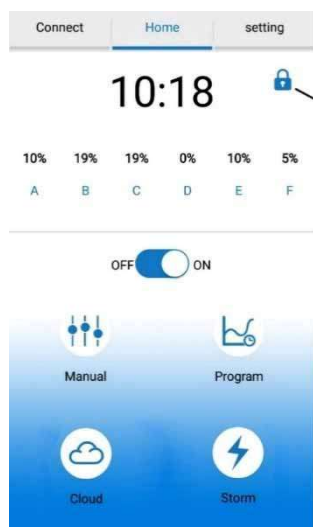 Connect Home setting
10:18
10% 19% 19% 0% 10% 5%
A B C D E F
OFF ON
Manual Program
Cloud Storm